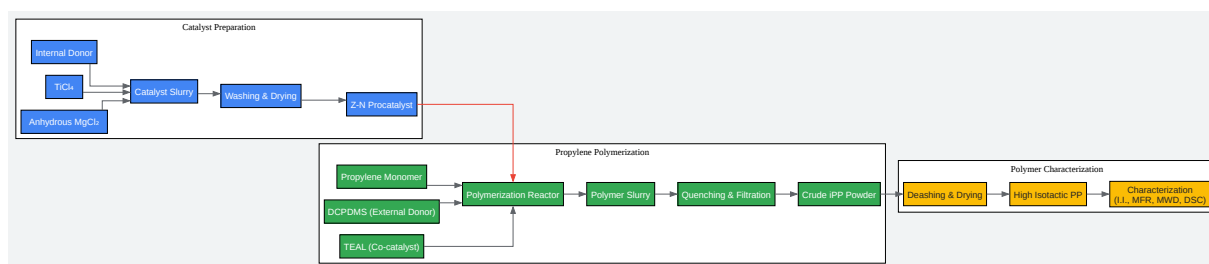 Catalyst Preparation
Internal Donor
TiCl₄
Anhydrous MgCl₂
Catalyst Slurry
Washing & Drying
Z-N Procatalyst
Propylene Polymerization
Propylene Monomer
DCPDMS (External Donor)
TEAL (Co-catalyst)
Polymerization Reactor
Polymer Slurry
Quenching & Filtration
Crude iPP Powder
Polymer Characterization
Deashing & Drying
High Isotactic PP
Characterization
(I.I., MFR, MWD, DSC)